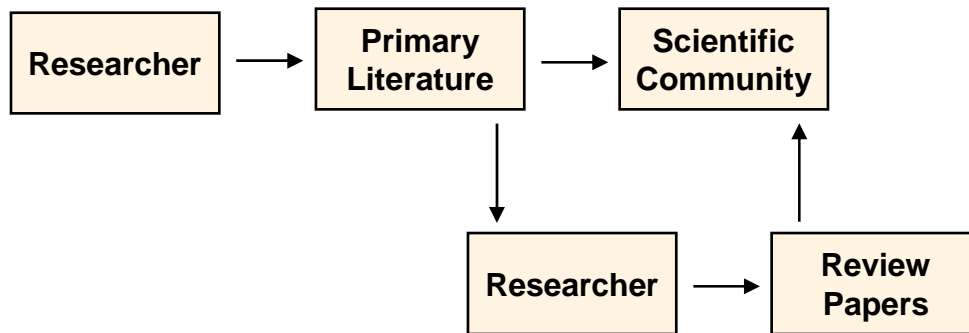 Researcher
Primary
Literature
Scientific
Community
Researcher
Review
Papers